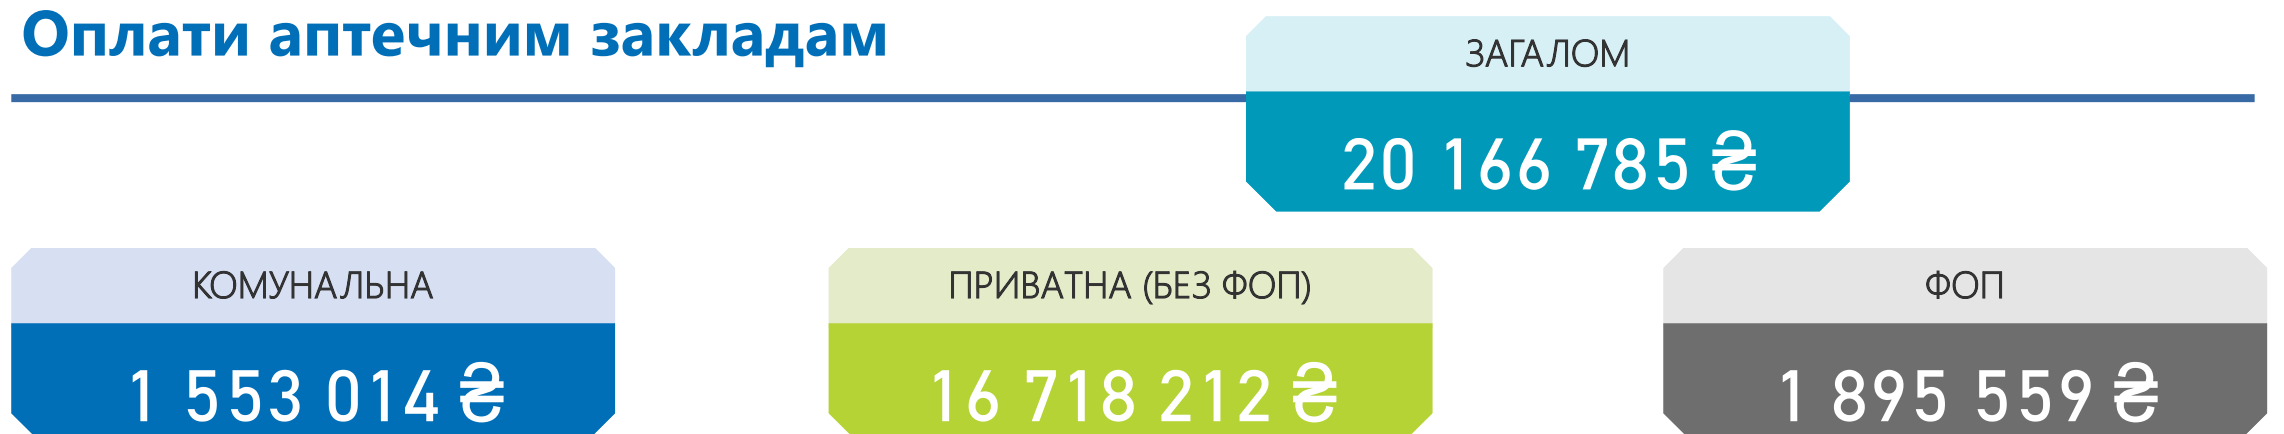 Оплати аптечним закладам
ЗАГАЛОМ
20 166 785 ₴
КОМУНАЛЬНА
1 553 014 ₴
ПРИВАТНА (БЕЗ ФОП)
16 718 212 ₴
ФОП
1 895 559 ₴